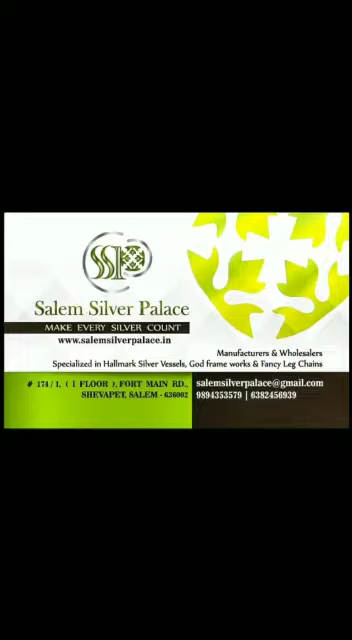 SSP
Salem Silver Palace
MAKE EVERY SILVER COUNT
www.salemsilverpalace.in
Manufacturers & Wholesalers
Specialized in Hallmark Silver Vessels, God frame works & Fancy Leg Chains
# 174/1, ( I FLOOR ), FORT MAIN RD.,
SHEVAPET, SALEM - 636002
salemsilverpalace@gmail.com
9894353579 | 6382456939